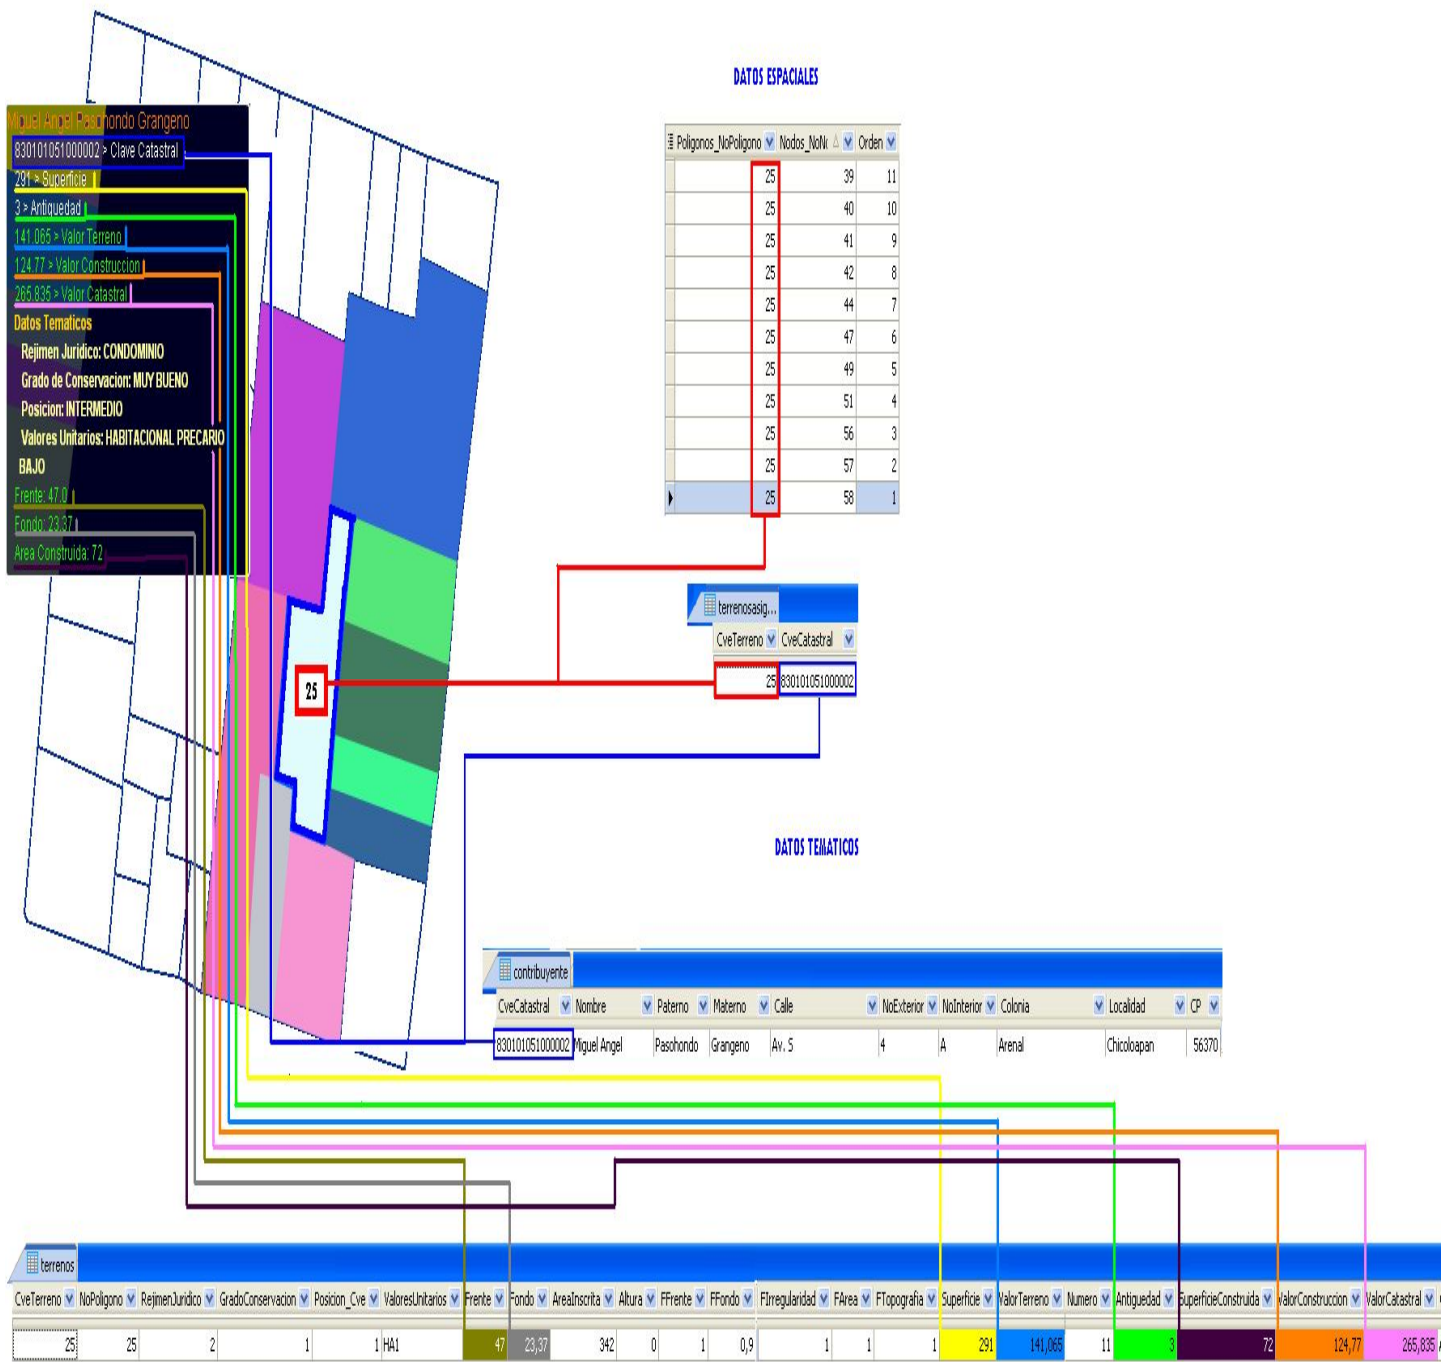 DATOS ESPACIALES
Miguel Angel Pasohondo Grangeno
830101051000002 > Clave Catastral
291 > Superficie
3 > Antiguedad
141.065 > Valor Terreno
124.77 > Valor Construccion
265.835 > Valor Catastral
Datos Tematicos
Rejimen Juridico: CONDOMINIO
Grado de Conservacion: MUY BUENO
Posicion: INTERMEDIO
Valores Unitarios: HABITACIONAL PRECARIO
BAJO
Frente: 47.0
Fondo: 23.37
Area Construida: 72
Poligonos_NoPoligono Nodos_NoN Orden
25 39 11
25 40 10
25 41 9
25 42 8
25 44 7
25 47 6
25 49 5
25 51 4
25 56 3
25 57 2
25 58 1
terrenosasig...
CveTerreno CveCatastral
25 830101051000002
25
DATOS TEMATICOS
contribuyente
CveCatastral Nombre Paterno Materno Calle NoExterior NoInterior Colonia Localidad CP
830101051000002 Miguel Angel Pasohondo Grangeno Av. 5 4 A Arenal Chicoloapan 56370
terrenos
CveTerreno NoPoligono RejimenJuridico GradoConservacion Posicion_Cve ValoresUnitarios Frente Fondo AreaInscrita Altura FFrente FFondo FIrregularidad FArea FTopografia Superficie ValorTerreno Numero Antiguedad SuperficieConstruida ValorConstruccion ValorCatastral
25 25 2 1 1 HA1 47 23,37 342 0 1 0,9 1 1 1 291 141,065 11 3 72 124,77 265,835